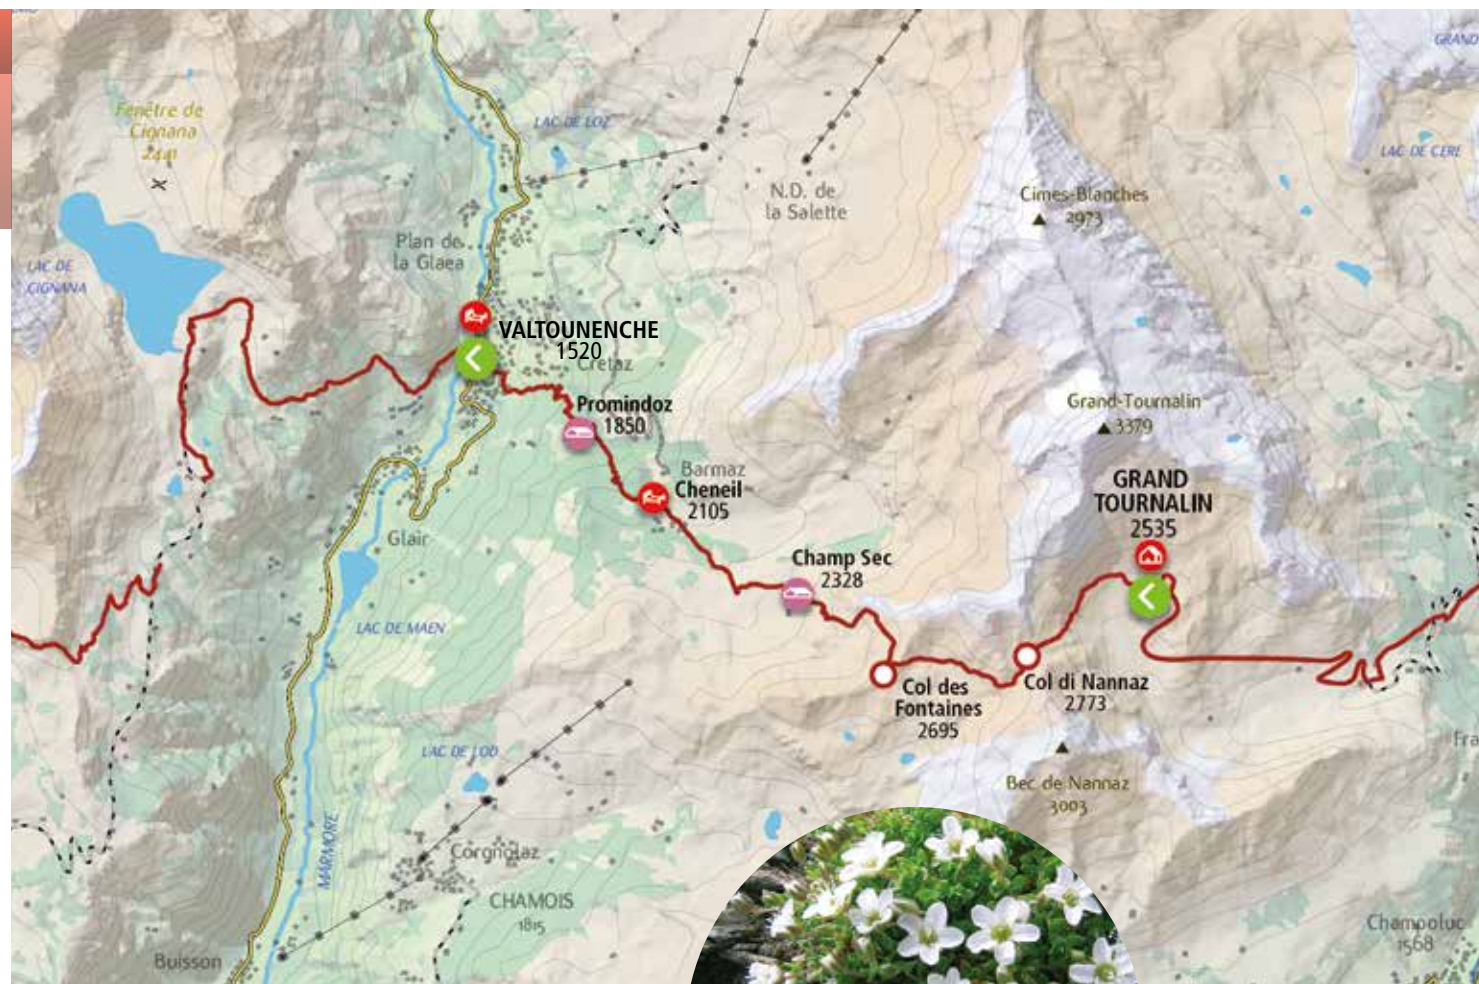 GRAND
LAC DE LOZ
Fenêtre de
Cignana
2441
LAC DE CERE
N.D. de
la Salette
Cimes-Blanches
2973
Plan de
la Glaea
LAC DE
CIGNANA
VALTOUNENCHE
1520
Cretaz
Promindoz
1850
Grand-Tournalin
3379
Barmaz
Cheneil
2105
GRAND
TOURNALIN
2535
Glair
Champ Sec
2328
LAC DE MAEN
Col des
Fontaines
2695
Col di Nannaz
2773
LAC DE LOD
Fra
Bec de Nannaz
3003
MARMORE
Corgnolaz
CHAMOIS
1815
Champoluc
1568
Buisson